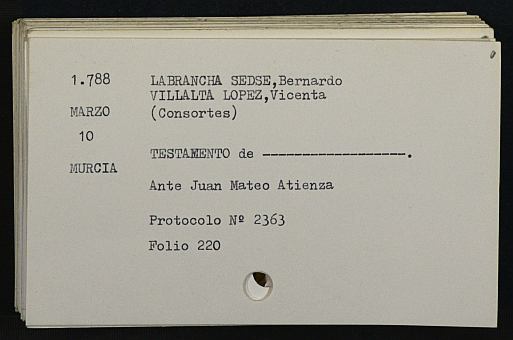 1.788 LABRANCHA SEDSE,Bernardo
VILLALTA LOPEZ,Vicenta
MARZO (Consortes)
10
TESTAMENTO de ------------------.
MURCIA
Ante Juan Mateo Atienza
Protocolo Nº 2363
Folio 220